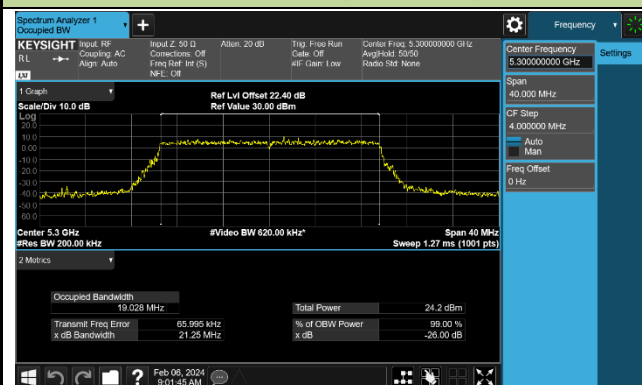 Spectrum Analyzer 1
Occupied BW
Frequency
KEYSIGHT
RL
LXI
Input: RF
Coupling: AC
Align: Auto
Input Z: 50 Ω
Corrections: Off
Freq Ref: Int (S)
NFE: Off
Atten: 20 dB
Trig: Free Run
Gate: Off
#IF Gain: Low
Center Freq: 5.300000000 GHz
Avg|Hold: 50/50
Radio Std: None
Center Frequency
5.300000000 GHz
Settings
Span
40.000 MHz
CF Step
4.000000 MHz
Auto
Man
Freq Offset
0 Hz
1 Graph
Scale/Div 10.0 dB
Ref Lvl Offset 22.40 dB
Ref Value 30.00 dBm
Log
20.0
10.0
0.00
-10.0
-20.0
-30.0
-40.0
-50.0
-60.0
Center 5.3 GHz
#Res BW 200.00 kHz
#Video BW 620.00 kHz*
Span 40 MHz
Sweep 1.27 ms (1001 pts)
2 Metrics
Occupied Bandwidth
19.028 MHz
Total Power 24.2 dBm
Transmit Freq Error 65.995 kHz
% of OBW Power 99.00 %
x dB Bandwidth 21.25 MHz
x dB -26.00 dB
?
Feb 06, 2024
9:01:45 AM